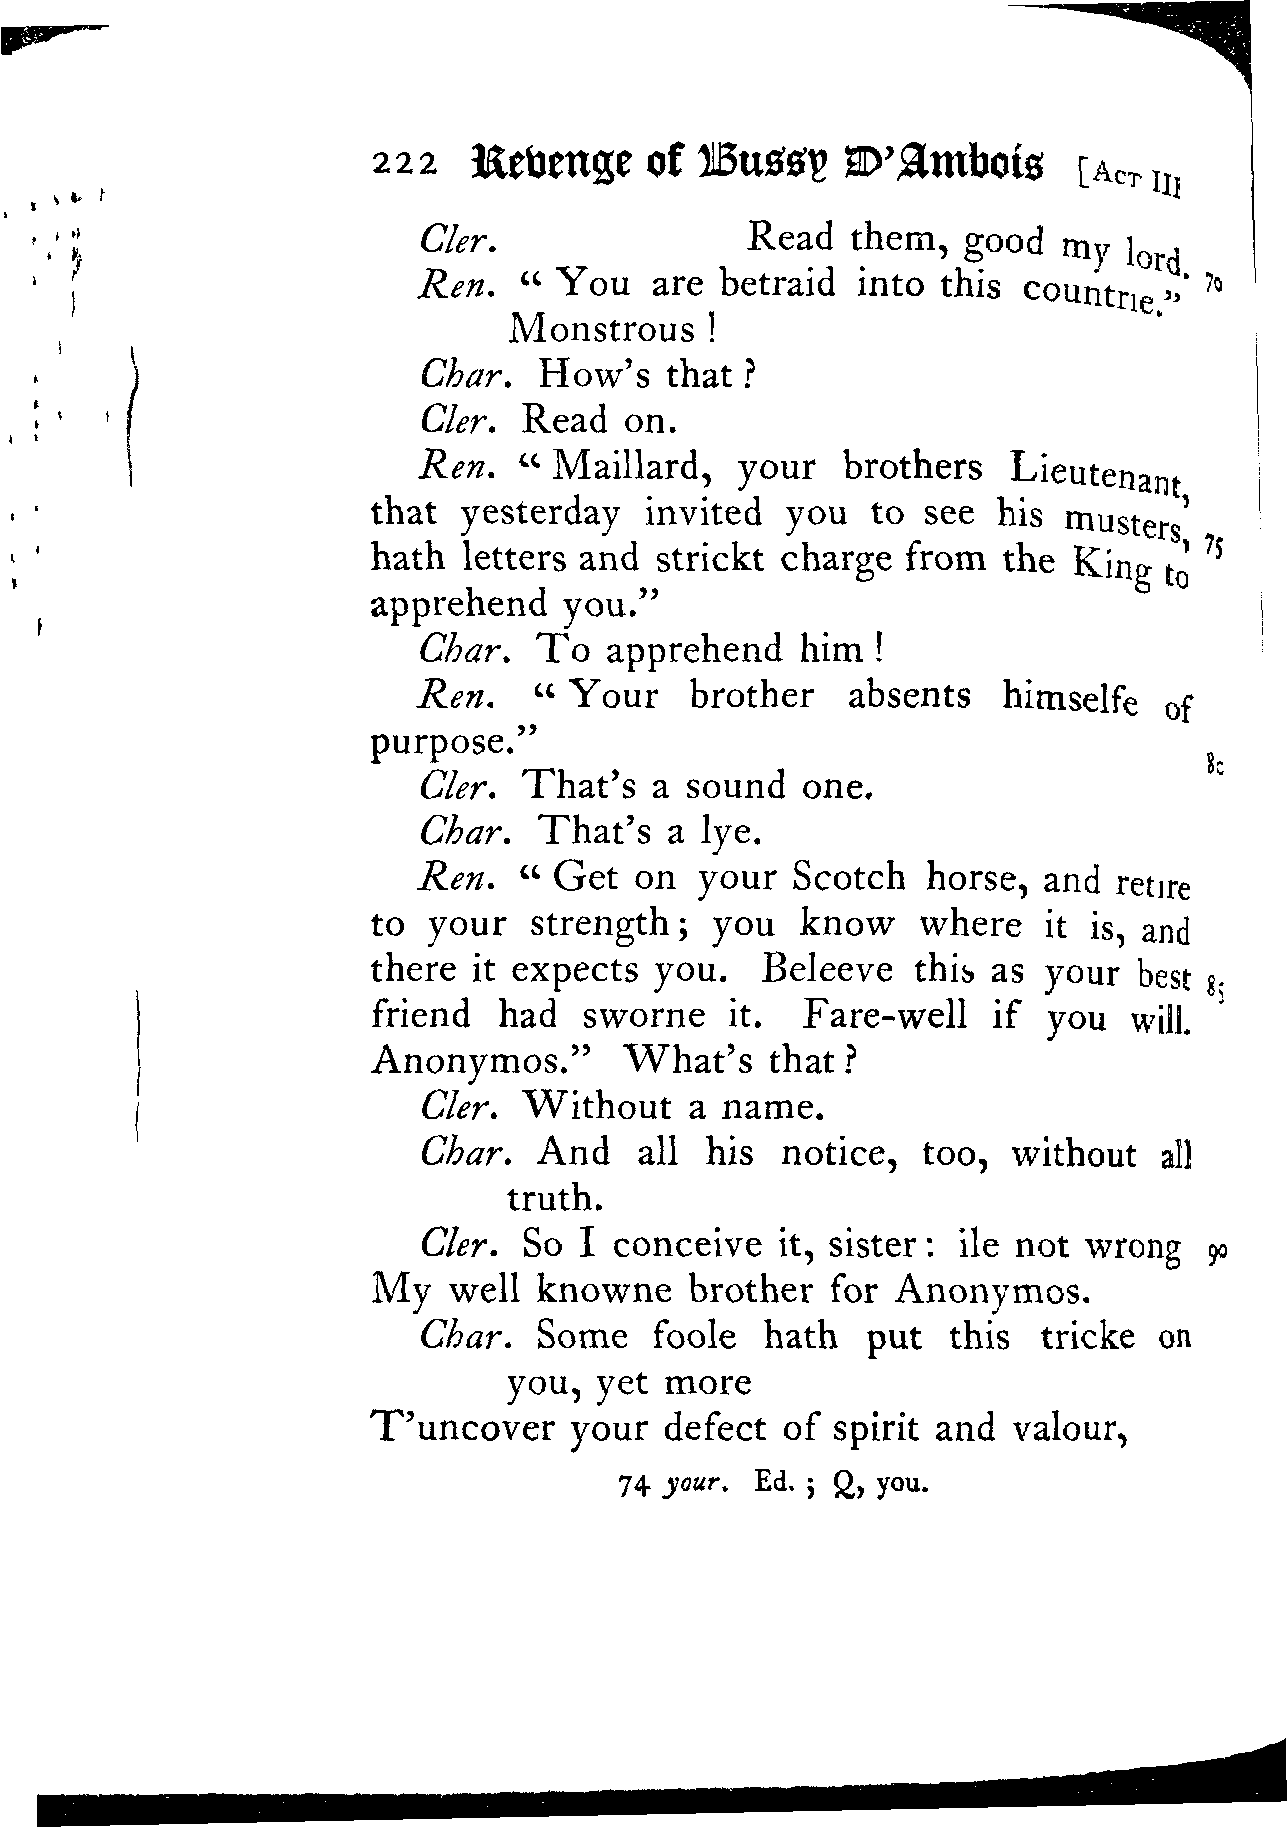 222 Revenge of Bussy D'Ambois [ACT III
Cler. Read them, good my lord.
Ren. “ You are betraid into this countrie.” 70
Monstrous !
Char. How's that ?
Cler. Read on.
Ren. “ Maillard, your brothers Lieutenant,
that yesterday invited you to see his musters,
hath letters and strickt charge from the King to 75
apprehend you.”
Char. To apprehend him !
Ren. “ Your brother absents himselfe of
purpose.”
Cler. That's a sound one. 80
Char. That's a lye.
Ren. “ Get on your Scotch horse, and retire
to your strength ; you know where it is, and
there it expects you. Beleeve this as your best 85
friend had sworne it. Fare-well if you will.
Anonymos.” What's that ?
Cler. Without a name.
Char. And all his notice, too, without all
truth.
Cler. So I conceive it, sister : ile not wrong 90
My well knowne brother for Anonymos.
Char. Some foole hath put this tricke on
you, yet more
T'uncover your defect of spirit and valour,
74 your. Ed. ; Q, you.